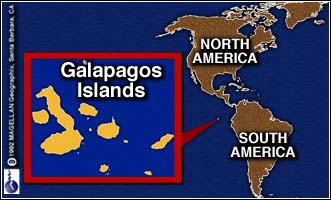 © 1992 MAGELLAN Geographix, Santa Barbara, CA
Galapagos
Islands
NORTH
AMERICA
SOUTH
AMERICA